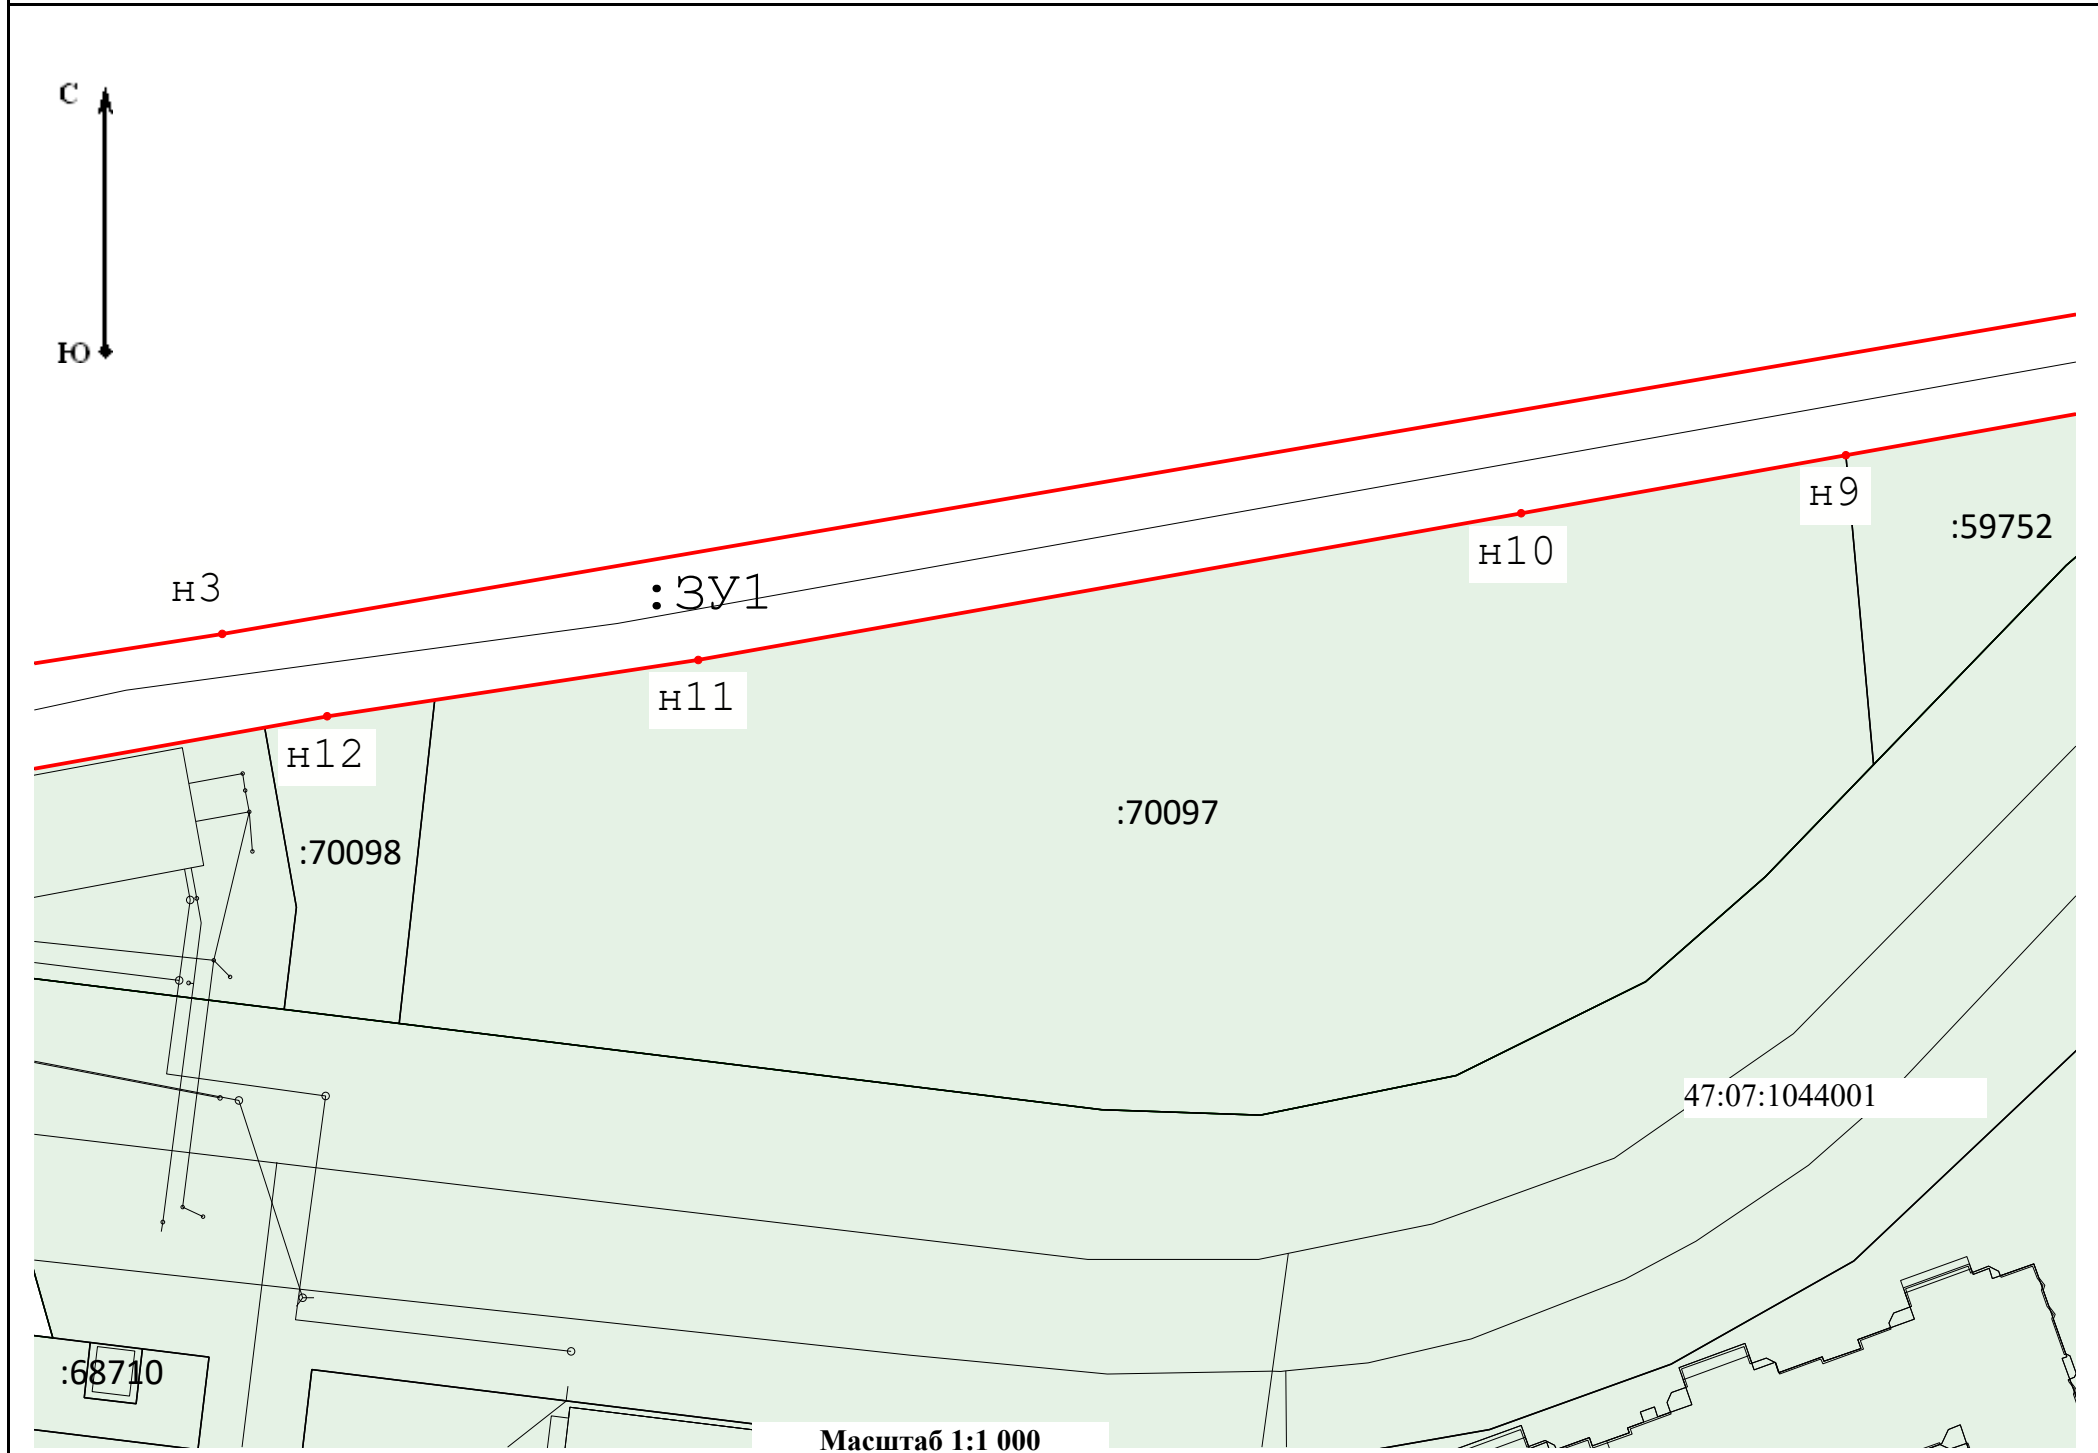 С
Ю
н9
:59752
н10
н3
:ЗУ1
н11
н12
:70097
:70098
47:07:1044001
:68710
Масштаб 1:1 000